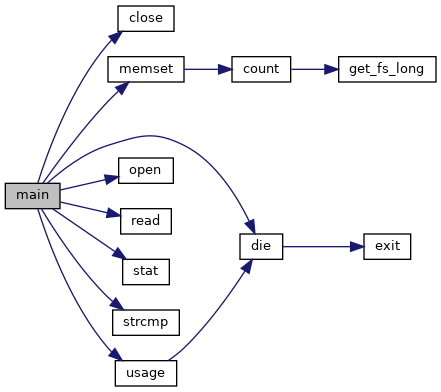 close
memset
count
get_fs_long
open
main
read
die
exit
stat
strcmp
usage